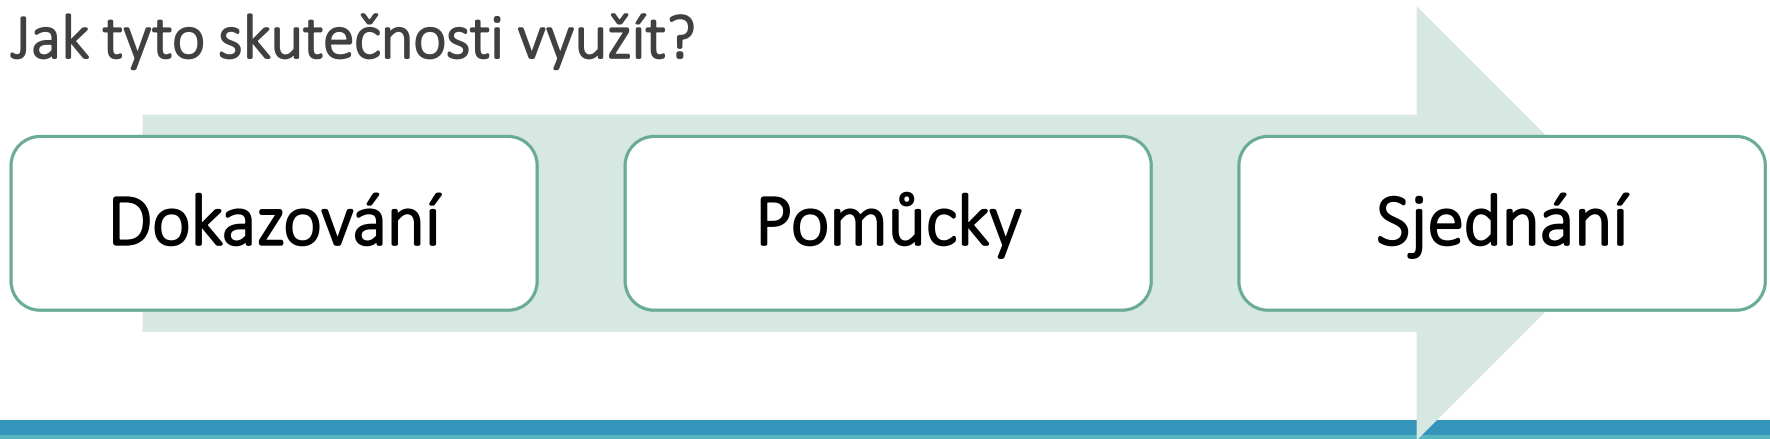 Jak tyto skutečnosti využít?
Dokazování
Pomůcky
Sjednání